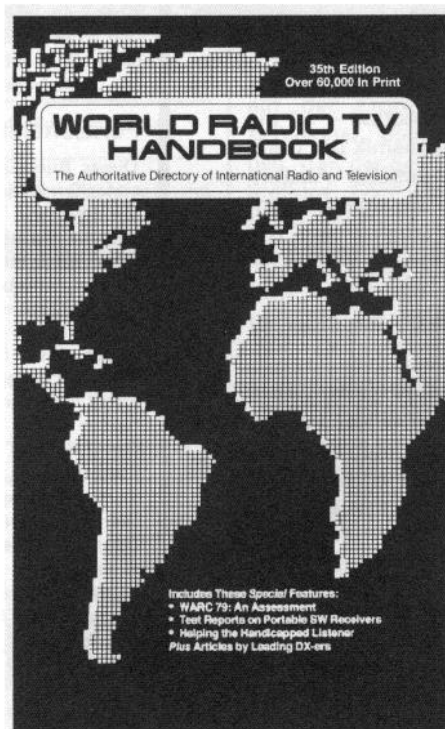 35th Edition
Over 60,000 In Print
WORLD RADIO TV
HANDBOOK
The Authoritative Directory of International Radio and Television
Includes These Special Features:
• WARC 79: An Assessment
• Test Reports on Portable SW Receivers
• Helping the Handicapped Listener
Plus Articles by Leading DX-ers